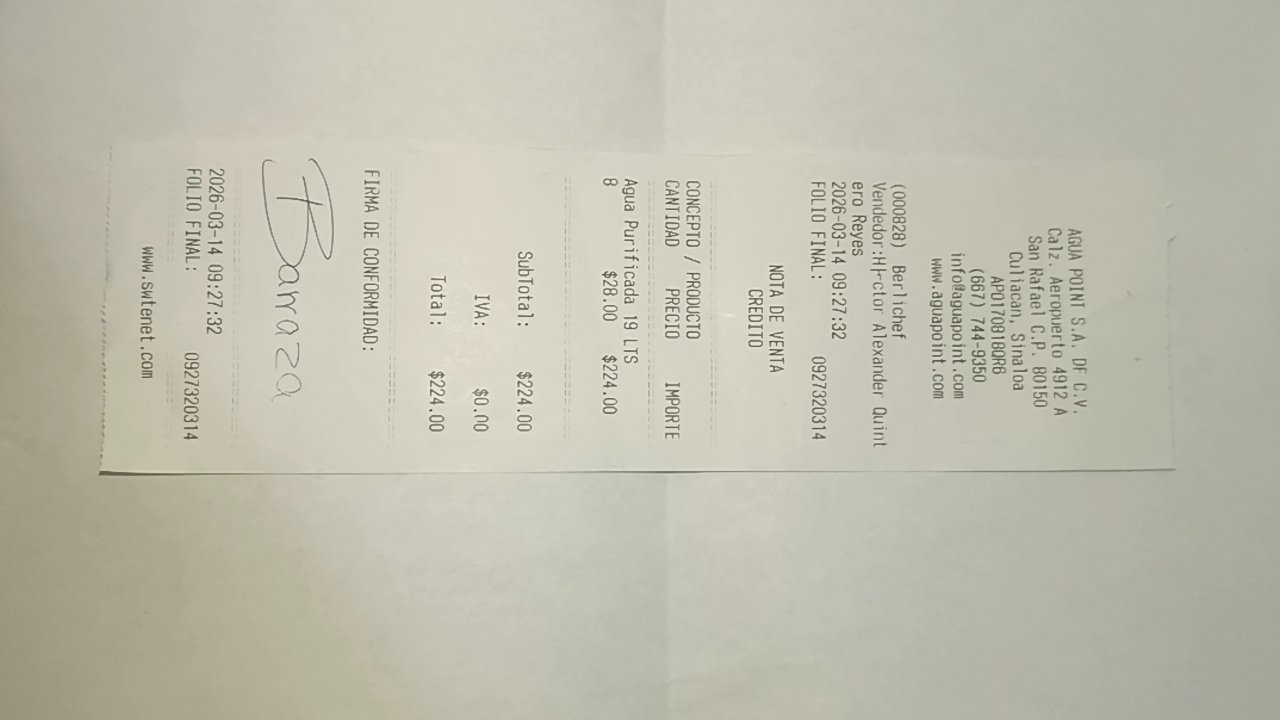 AGUA POINT S.A. DF C.V.
Calz. Aeropuerto 4912 A
San Rafael C.P. 80150
Culiacan, Sinaloa
APO170818QR6
(667) 744-9350
info@aguapoint.com
www.aguapoint.com
(000828) Berlichef
Vendedor:H├ctor Alexander Quint
ero Reyes
2026-03-14 09:27:32
FOLIO FINAL: 0927320314
NOTA DE VENTA
CREDITO
CONCEPTO / PRODUCTO
CANTIDAD PRECIO IMPORTE
Agua Purificada 19 LTS
8 $28.00 $224.00
SubTotal: $224.00
IVA: $0.00
Total: $224.00
FIRMA DE CONFORMIDAD:
Barraza
2026-03-14 09:27:32
FOLIO FINAL: 0927320314
www.swtenet.com